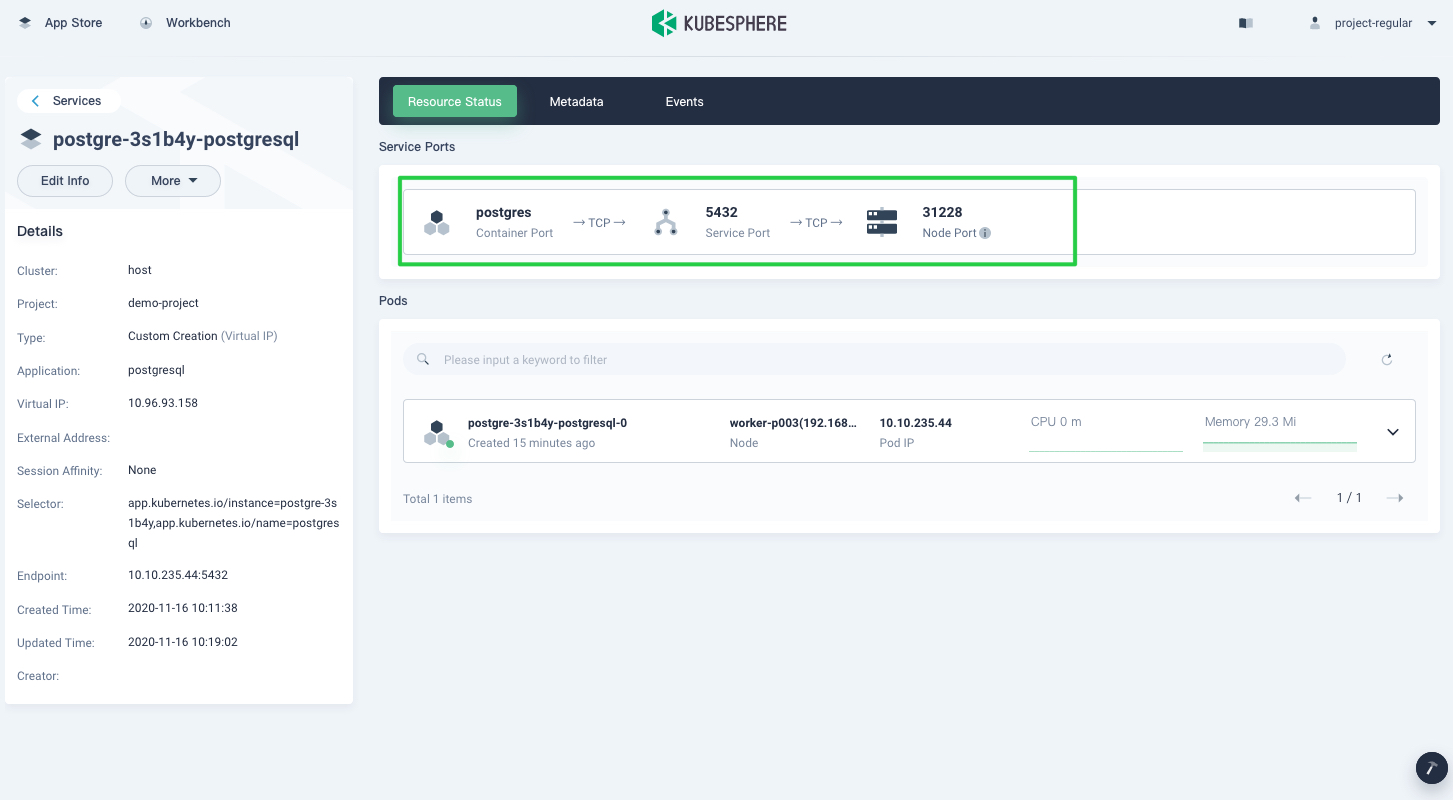 App Store
Workbench
KUBESPHERE
project-regular
Services
postgre-3s1b4y-postgresql
Edit Info
More
Details
Cluster: host
Project: demo-project
Type: Custom Creation (Virtual IP)
Application: postgresql
Virtual IP: 10.96.93.158
External Address:
Session Affinity: None
Selector: app.kubernetes.io/instance=postgre-3s
1b4y,app.kubernetes.io/name=postgres
ql
Endpoint: 10.10.235.44:5432
Created Time: 2020-11-16 10:11:38
Updated Time: 2020-11-16 10:19:02
Creator:
Resource Status
Metadata
Events
Service Ports
postgres
Container Port
TCP
5432
Service Port
TCP
31228
Node Port
Pods
Please input a keyword to filter
postgre-3s1b4y-postgresql-0
Created 15 minutes ago
worker-p003(192.168...
Node
10.10.235.44
Pod IP
CPU 0 m
Memory 29.3 Mi
Total 1 items
1 / 1